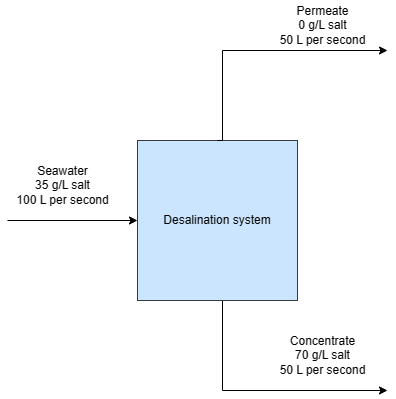 Permeate
0 g/L salt
50 L per second
Seawater
35 g/L salt
100 L per second
Desalination system
Concentrate
70 g/L salt
50 L per second